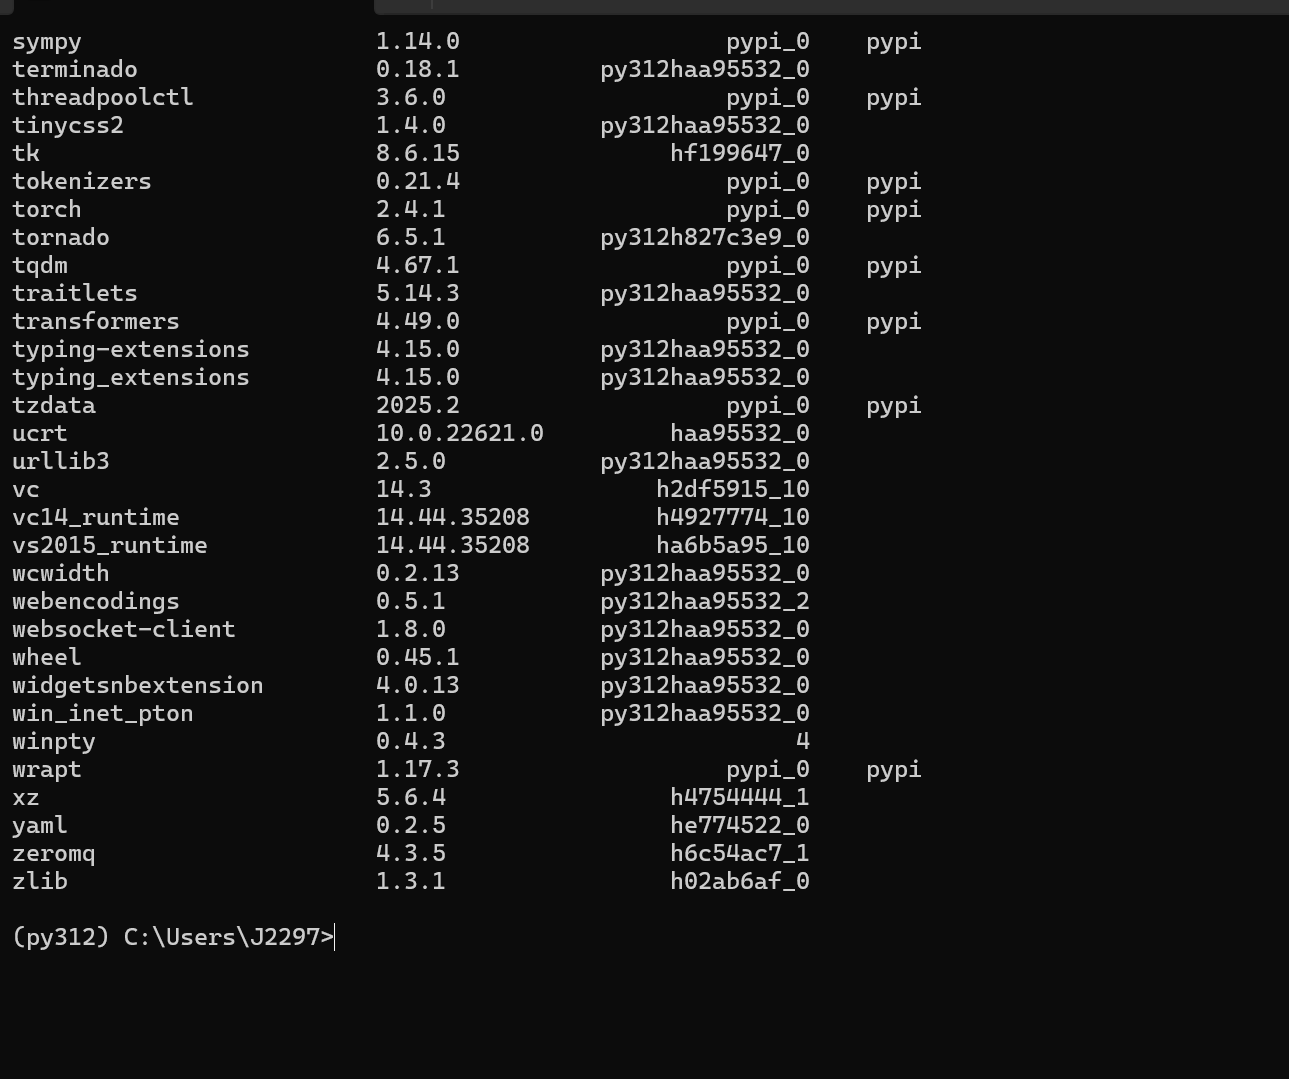 sympy                     1.14.0                   pypi_0    pypi
terminado                 0.18.1          py312haa95532_0
threadpoolctl             3.6.0                    pypi_0    pypi
tinycss2                  1.4.0           py312haa95532_0
tk                        8.6.15               hf199647_0
tokenizers                0.21.4                   pypi_0    pypi
torch                     2.4.1                    pypi_0    pypi
tornado                   6.5.1           py312h827c3e9_0
tqdm                      4.67.1                   pypi_0    pypi
traitlets                 5.14.3          py312haa95532_0
transformers              4.49.0                   pypi_0    pypi
typing-extensions         4.15.0          py312haa95532_0
typing_extensions         4.15.0          py312haa95532_0
tzdata                    2025.2                   pypi_0    pypi
ucrt                      10.0.22621.0         haa95532_0
urllib3                   2.5.0           py312haa95532_0
vc                        14.3                h2df5915_10
vc14_runtime              14.44.35208         h4927774_10
vs2015_runtime            14.44.35208         ha6b5a95_10
wcwidth                   0.2.13          py312haa95532_0
webencodings              0.5.1           py312haa95532_2
websocket-client          1.8.0           py312haa95532_0
wheel                     0.45.1          py312haa95532_0
widgetsnbextension        4.0.13          py312haa95532_0
win_inet_pton             1.1.0           py312haa95532_0
winpty                    0.4.3                         4
wrapt                     1.17.3                   pypi_0    pypi
xz                        5.6.4                h4754444_1
yaml                      0.2.5                he774522_0
zeromq                    4.3.5                h6c54ac7_1
zlib                      1.3.1                h02ab6af_0
(py312) C:\Users\J2297>